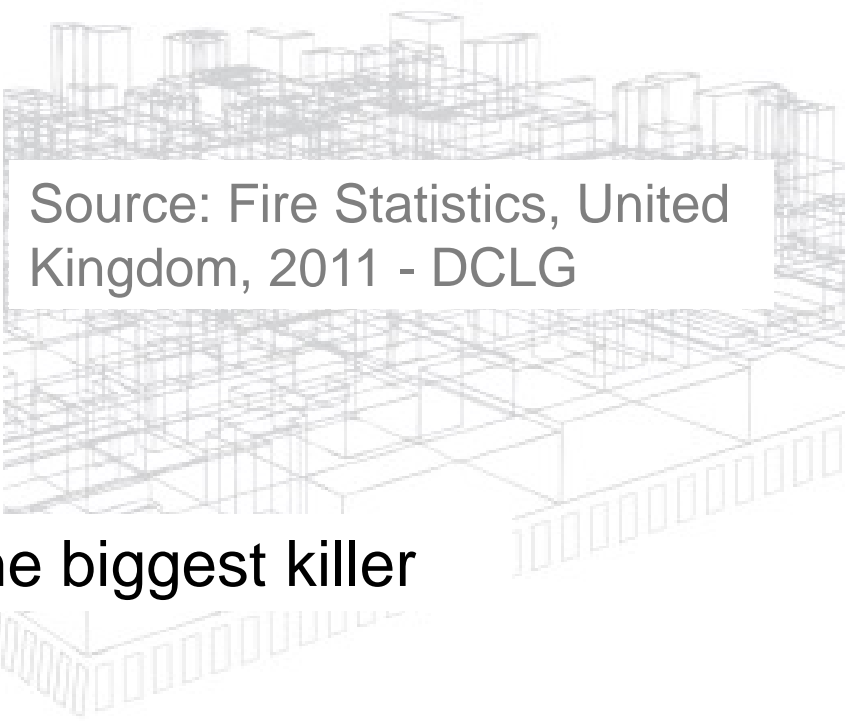 Source: Fire Statistics, United
Kingdom, 2011 - DCLG
he biggest killer